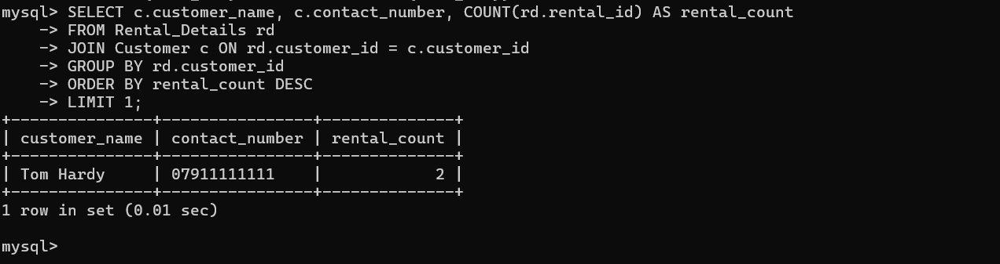 mysql> SELECT c.customer_name, c.contact_number, COUNT(rd.rental_id) AS rental_count
    -> FROM Rental_Details rd
    -> JOIN Customer c ON rd.customer_id = c.customer_id
    -> GROUP BY rd.customer_id
    -> ORDER BY rental_count DESC
    -> LIMIT 1;
+---------------+----------------+--------------+
| customer_name | contact_number | rental_count |
+---------------+----------------+--------------+
| Tom Hardy     | 07911111111    |            2 |
+---------------+----------------+--------------+
1 row in set (0.01 sec)
mysql>